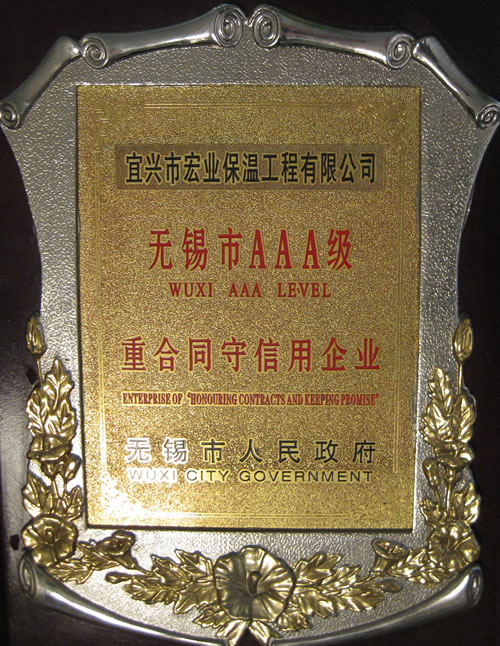 宜兴市宏业保温工程有限公司
无锡市AAA级
WUXI AAA LEVEL
重合同守信用企业
ENTERPRISE OF "HONOURING CONTRACTS AND KEEPING PROMISE"
无锡市人民政府
WUXI CITY GOVERNMENT